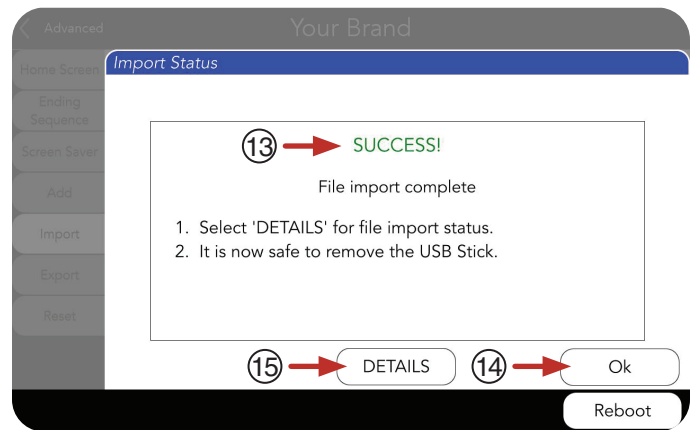 Advanced
Your Brand
Home Screen
Import Status
Ending
Sequence
Screen Saver
Add
Import
Export
Reset
13
SUCCESS!
File import complete
1. Select 'DETAILS' for file import status.
2. It is now safe to remove the USB Stick.
15
DETAILS
14
Ok
Reboot